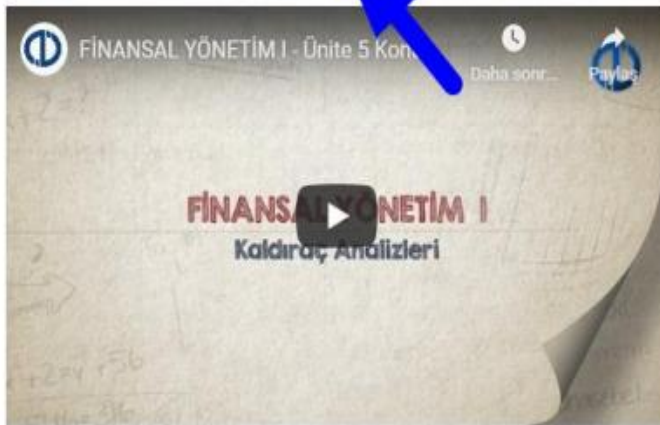 FİNANSAL YÖNETİM I - Ünite 5 Kon
Daha sonr...
Paylaş
FİNANSAL YÖNETİM I
Kaldıraç Analizleri